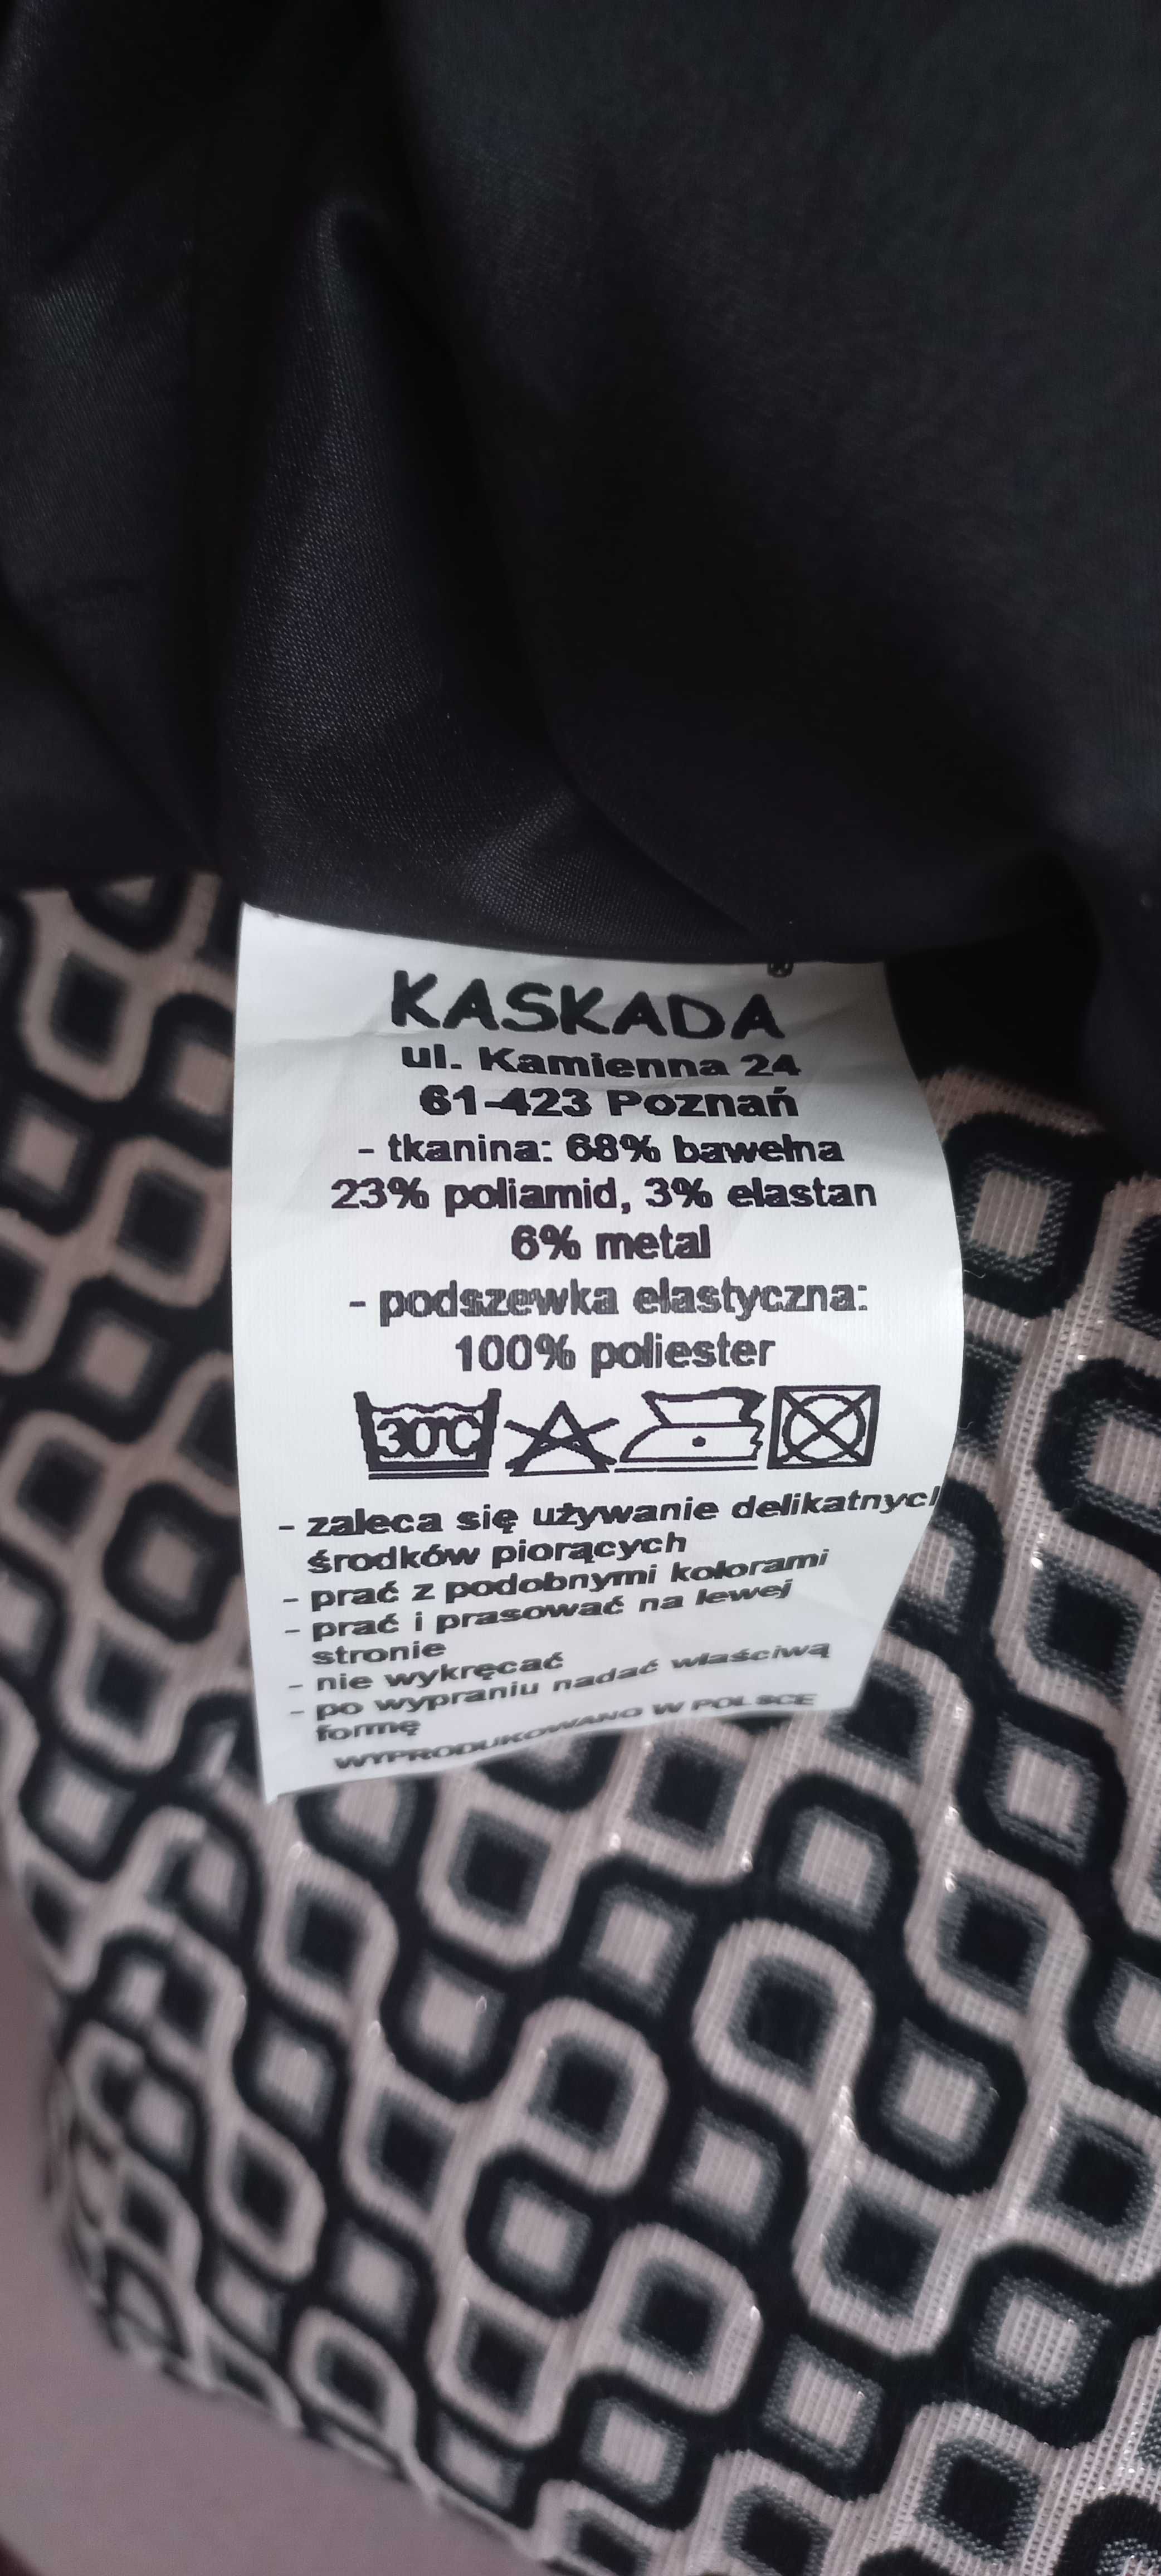 KASKADA ®
ul. Kamienna 24
61-423 Poznań
- tkanina: 68% bawełna
23% poliamid, 3% elastan
6% metal
- podszewka elastyczna:
100% poliester
30°C
- zaleca się używanie delikatnych
środków piorących
- prać z podobnymi kolorami
- prać i prasować na lewej
stronie
- nie wykręcać
- po wypraniu nadać właściwą
formę
WYPRODUKOWANO W POLSCE